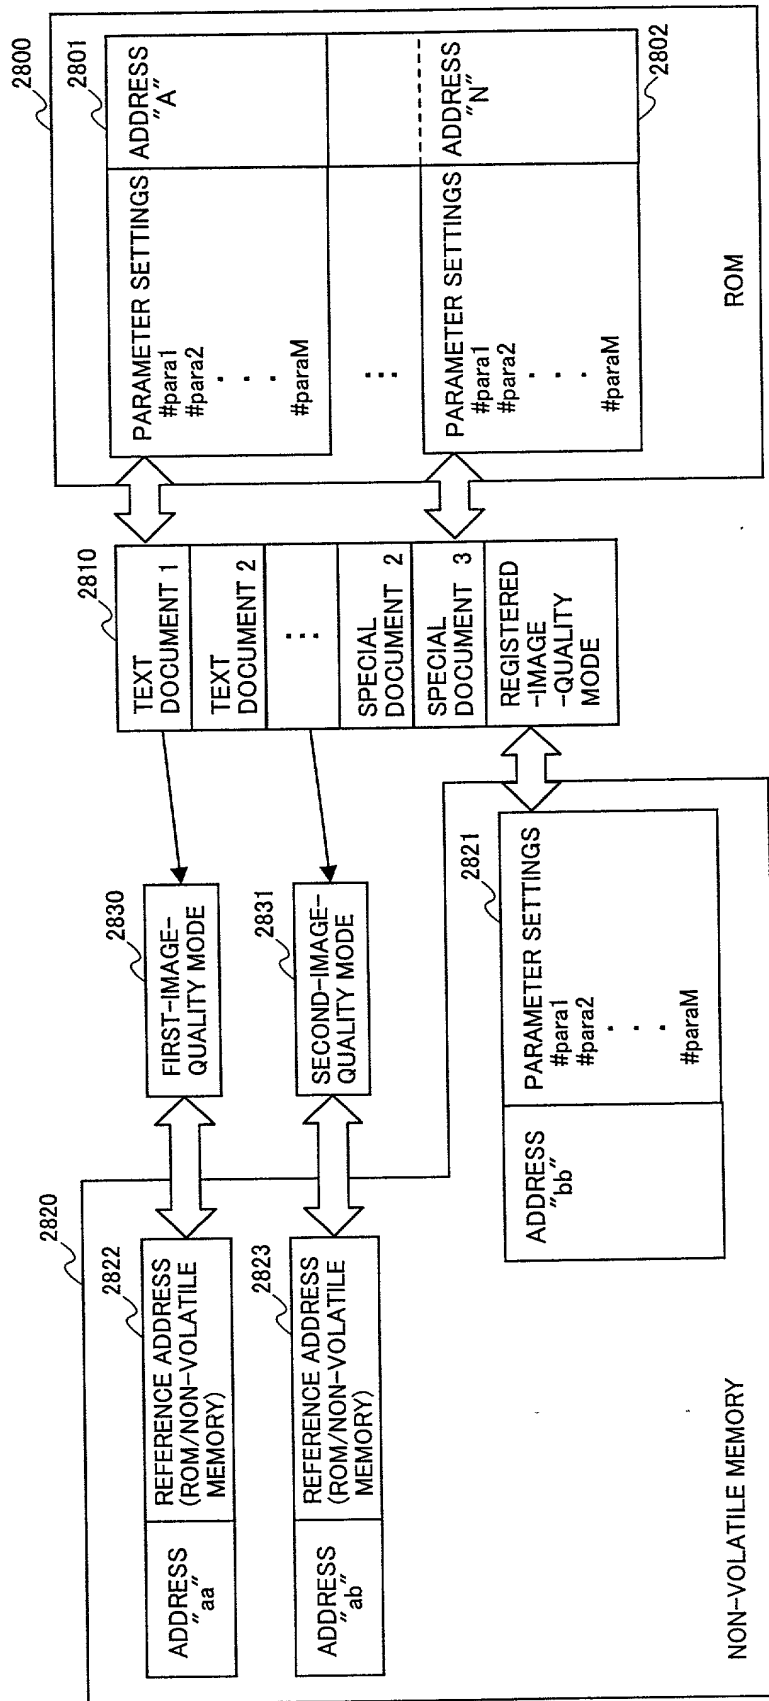 2820
2822
ADDRESS
"aa"
REFERENCE ADDRESS
(ROM/NON-VOLATILE
MEMORY)
2823
ADDRESS
"ab"
REFERENCE ADDRESS
(ROM/NON-VOLATILE
MEMORY)
NON-VOLATILE MEMORY
2830
FIRST-IMAGE-
QUALITY MODE
2831
SECOND-IMAGE-
QUALITY MODE
2821
ADDRESS
"bb"
PARAMETER SETTINGS
#para1
#para2
. . .
#paraM
2810
TEXT
DOCUMENT 1
TEXT
DOCUMENT 2
...
SPECIAL
DOCUMENT 2
SPECIAL
DOCUMENT 3
REGISTERED
-IMAGE
-QUALITY
MODE
2800
2801
PARAMETER SETTINGS
#para1
#para2
. . .
#paraM
ADDRESS
"A"
...
PARAMETER SETTINGS
#para1
#para2
. . .
#paraM
ADDRESS
"N"
2802
ROM